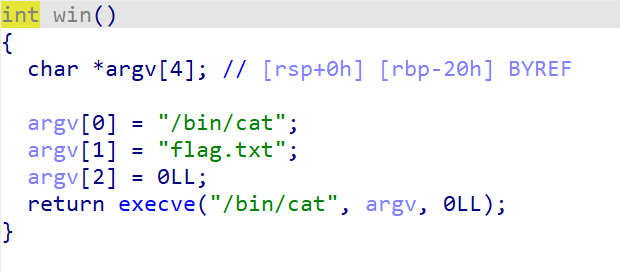 int win()
{
char *argv[4]; // [rsp+0h] [rbp-20h] BYREF
argv[0] = "/bin/cat";
argv[1] = "flag.txt";
argv[2] = 0LL;
return execve("/bin/cat", argv, 0LL);
}